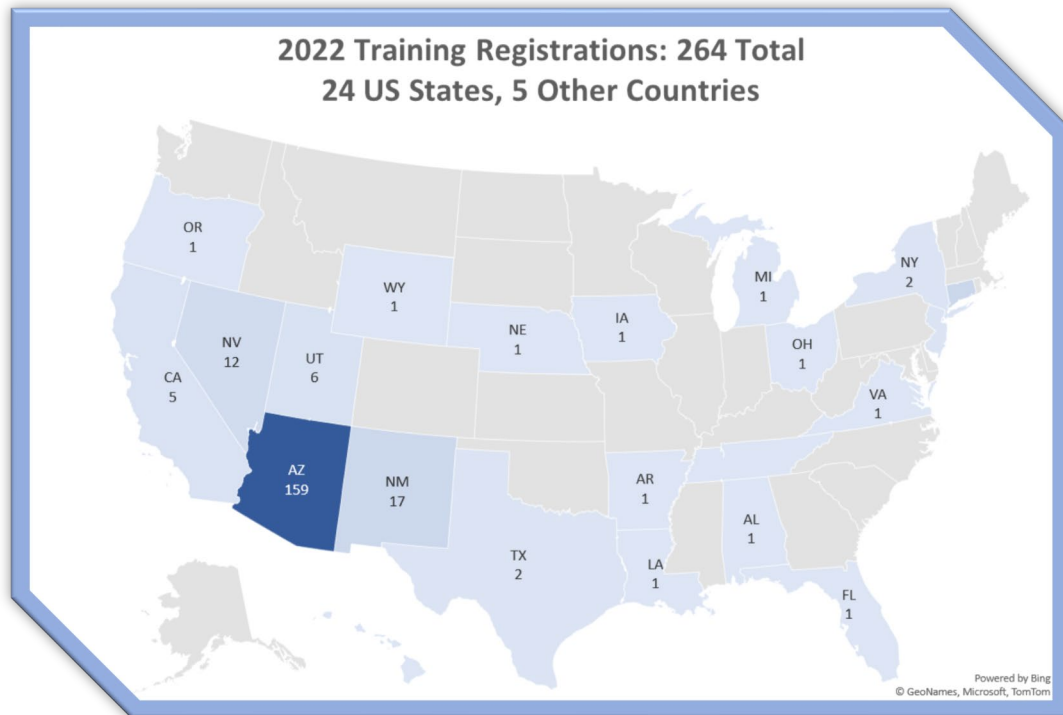 2022 Training Registrations: 264 Total
24 US States, 5 Other Countries
OR
1
WY
1
MI
1
NY
2
NE
1
IA
1
OH
1
NV
12
UT
6
CA
5
VA
1
AZ
159
NM
17
AR
1
AL
1
TX
2
LA
1
FL
1
Powered by Bing
© GeoNames, Microsoft, TomTom